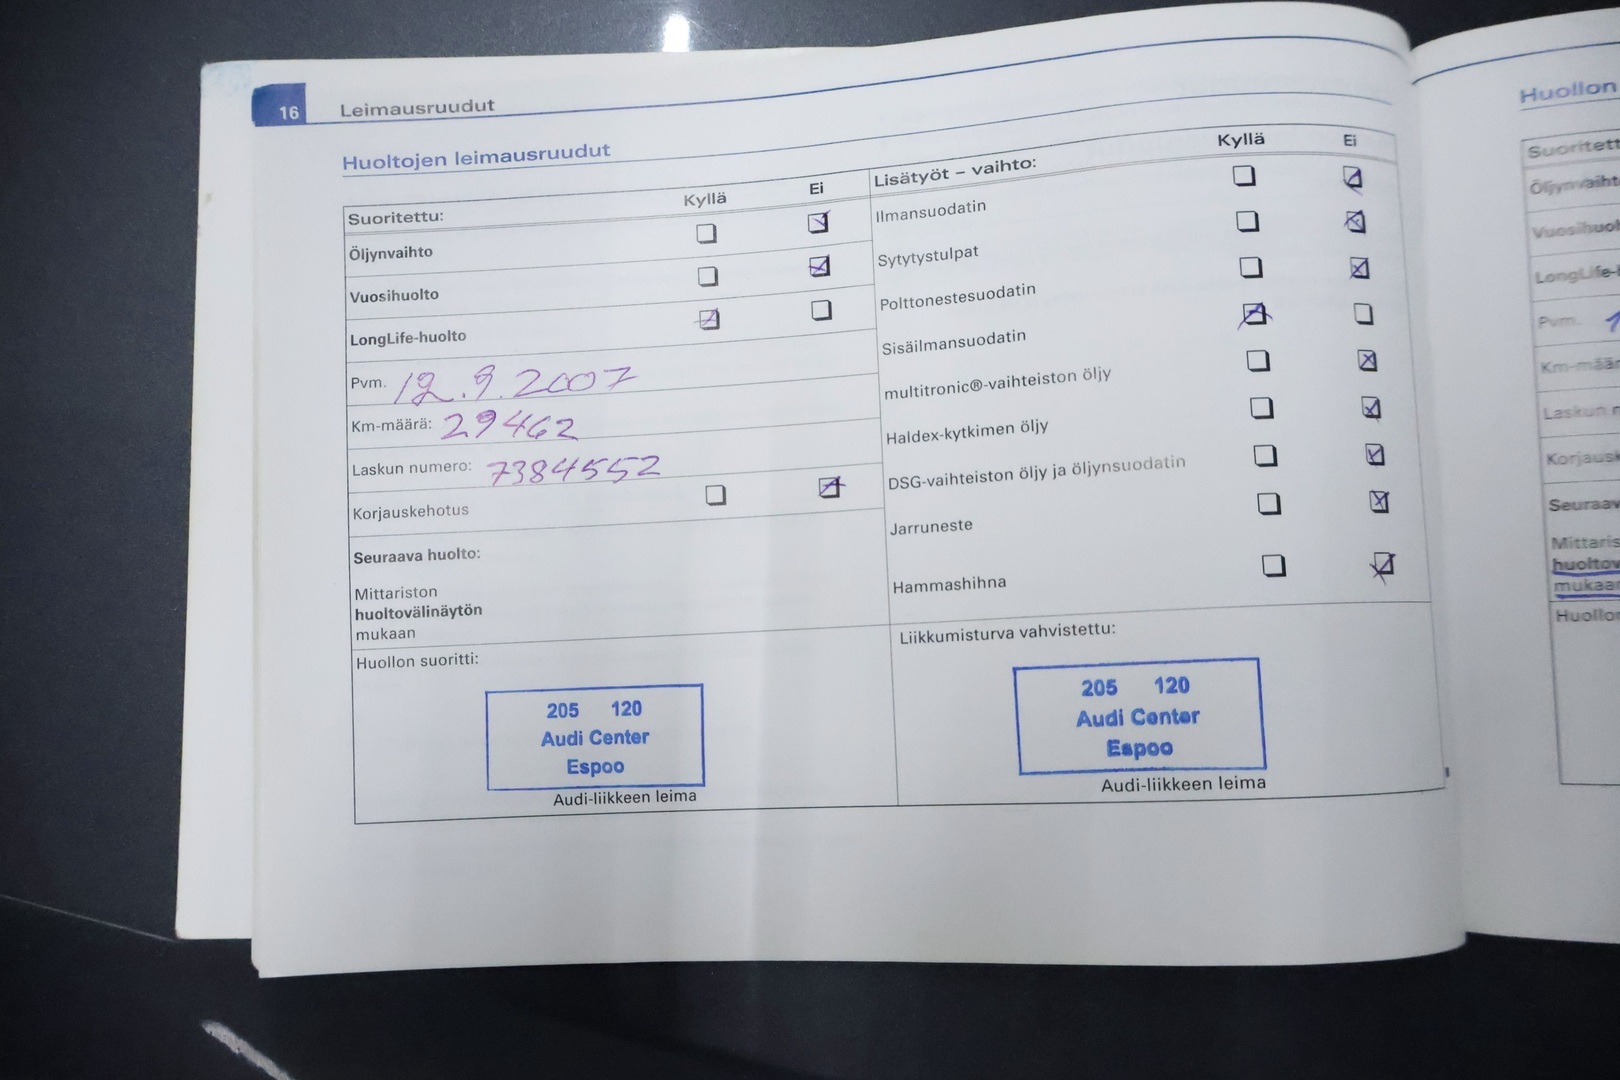 16 Leimausruudut
Huoltojen leimausruudut
Suoritettu: Kyllä Ei
Öljynvaihto
Vuosihuolto
LongLife-huolto
Pvm. 12.9.2007
Km-määrä: 29462
Laskun numero: 7384552
Korjauskehotus
Seuraava huolto:
Mittariston
huoltovälinäytön
mukaan
Huollon suoritti:
205 120
Audi Center
Espoo
Audi-liikkeen leima
Lisätyöt – vaihto: Kyllä Ei
Ilmansuodatin
Sytytystulpat
Polttonestesuodatin
Sisäilmansuodatin
multitronic®-vaihteiston öljy
Haldex-kytkimen öljy
DSG-vaihteiston öljy ja öljynsuodatin
Jarruneste
Hammashihna
Liikkumisturva vahvistettu:
205 120
Audi Center
Espoo
Audi-liikkeen leima
Huollon
Pvm.